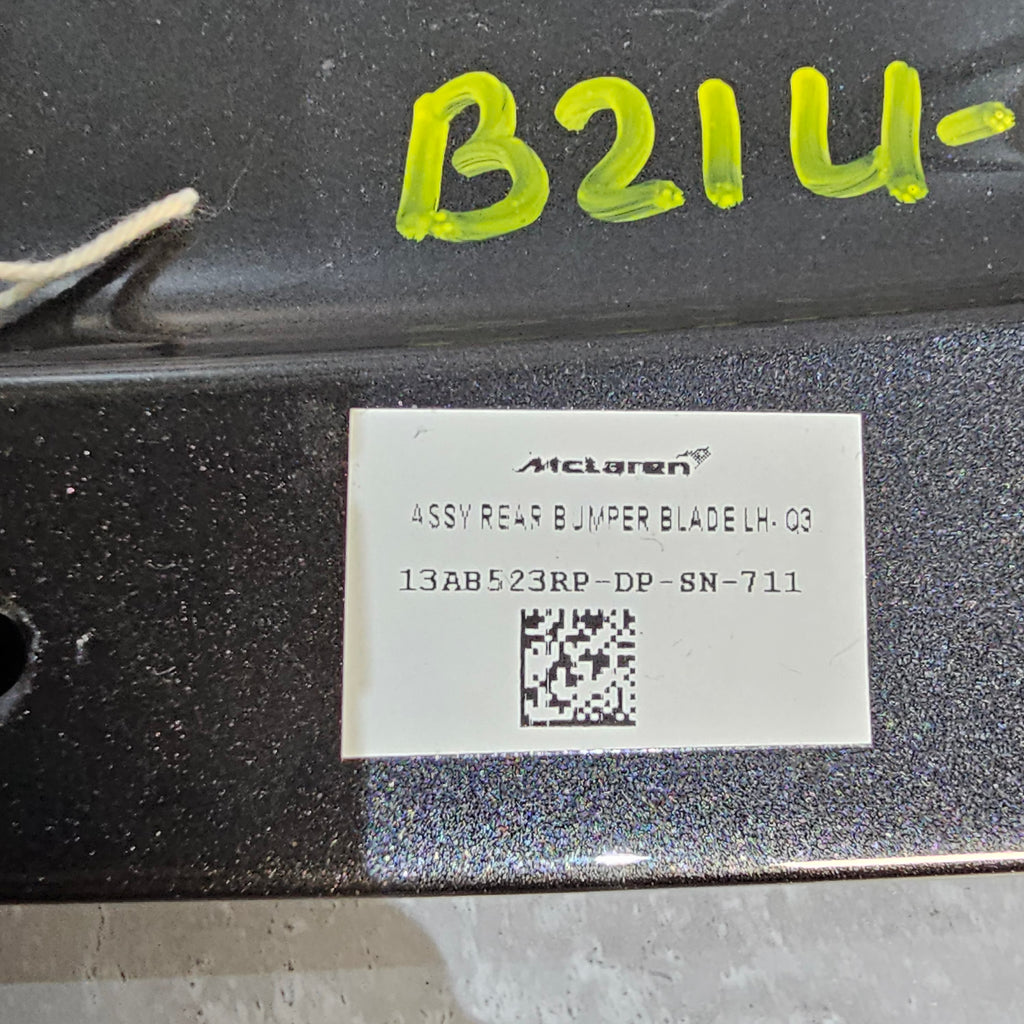 B21U-
McLaren
ASSY REAR BUMPER BLADE LH- Q3
13AB523RP-DP-SN-711